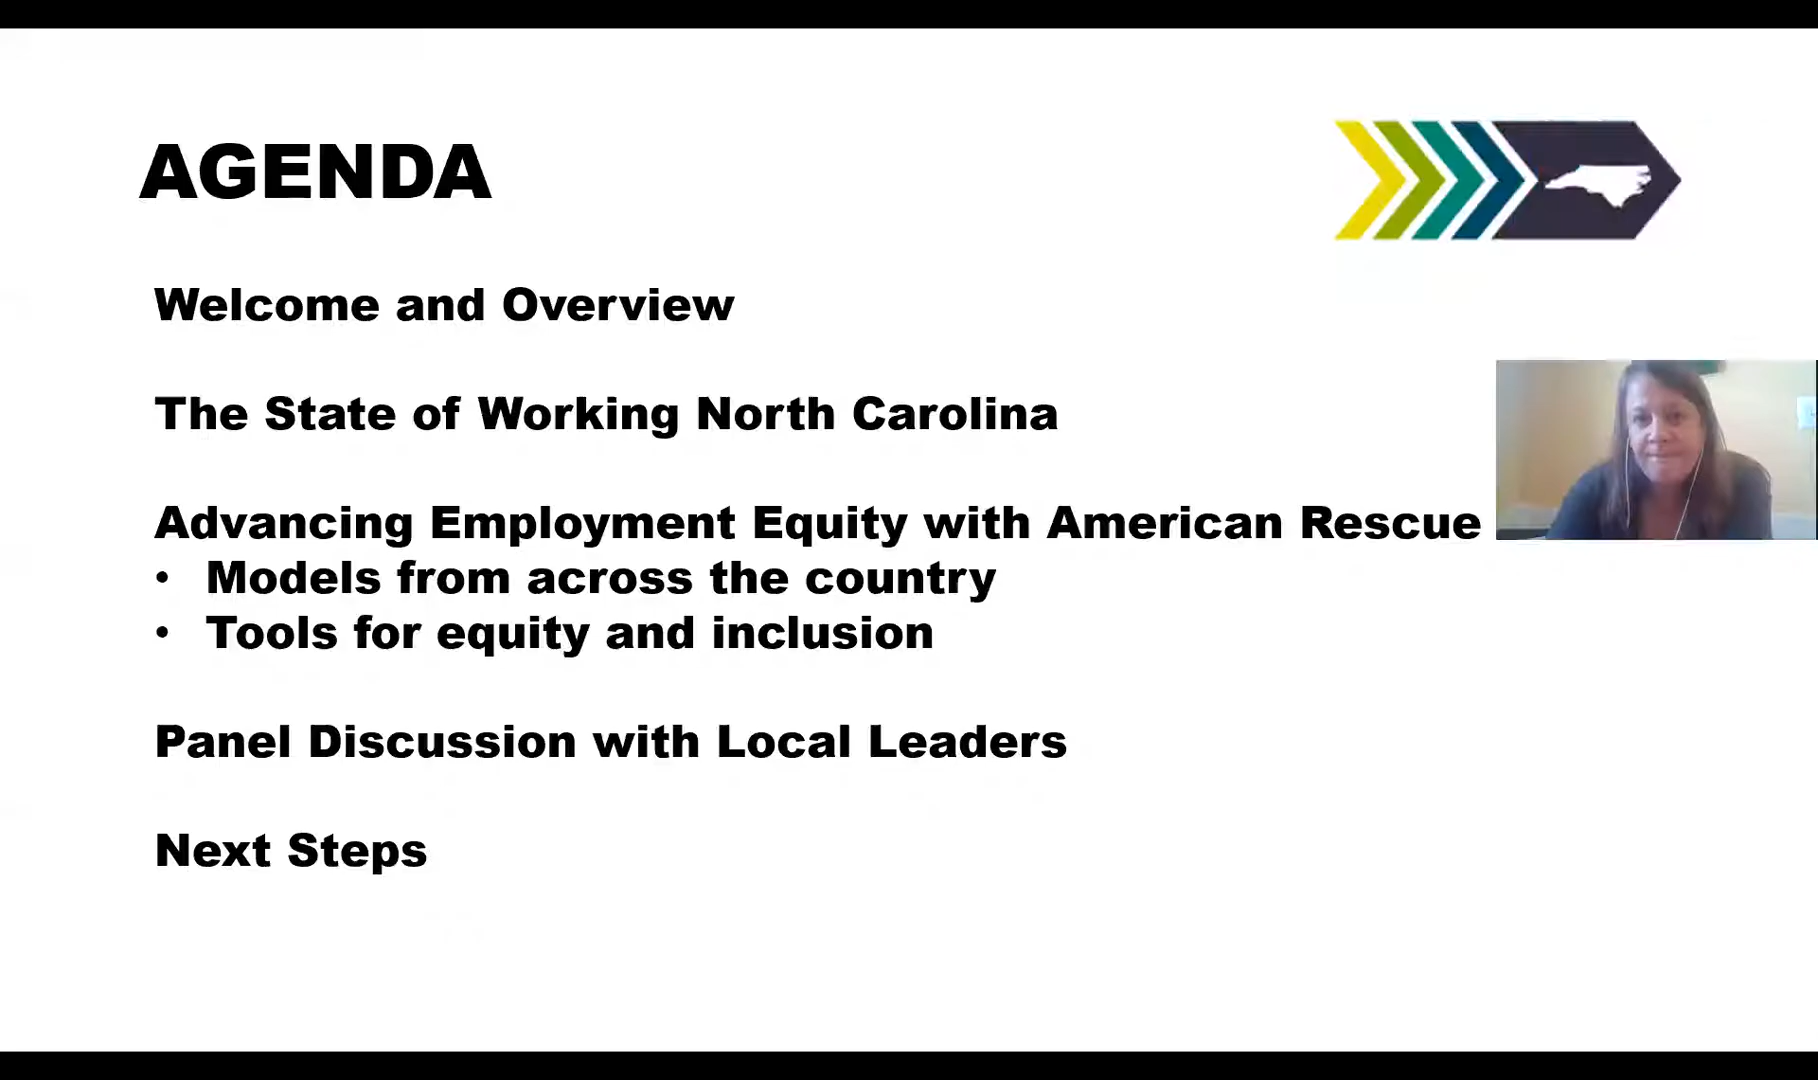 AGENDA
Welcome and Overview
The State of Working North Carolina
Advancing Employment Equity with American Rescue
• Models from across the country
• Tools for equity and inclusion
Panel Discussion with Local Leaders
Next Steps